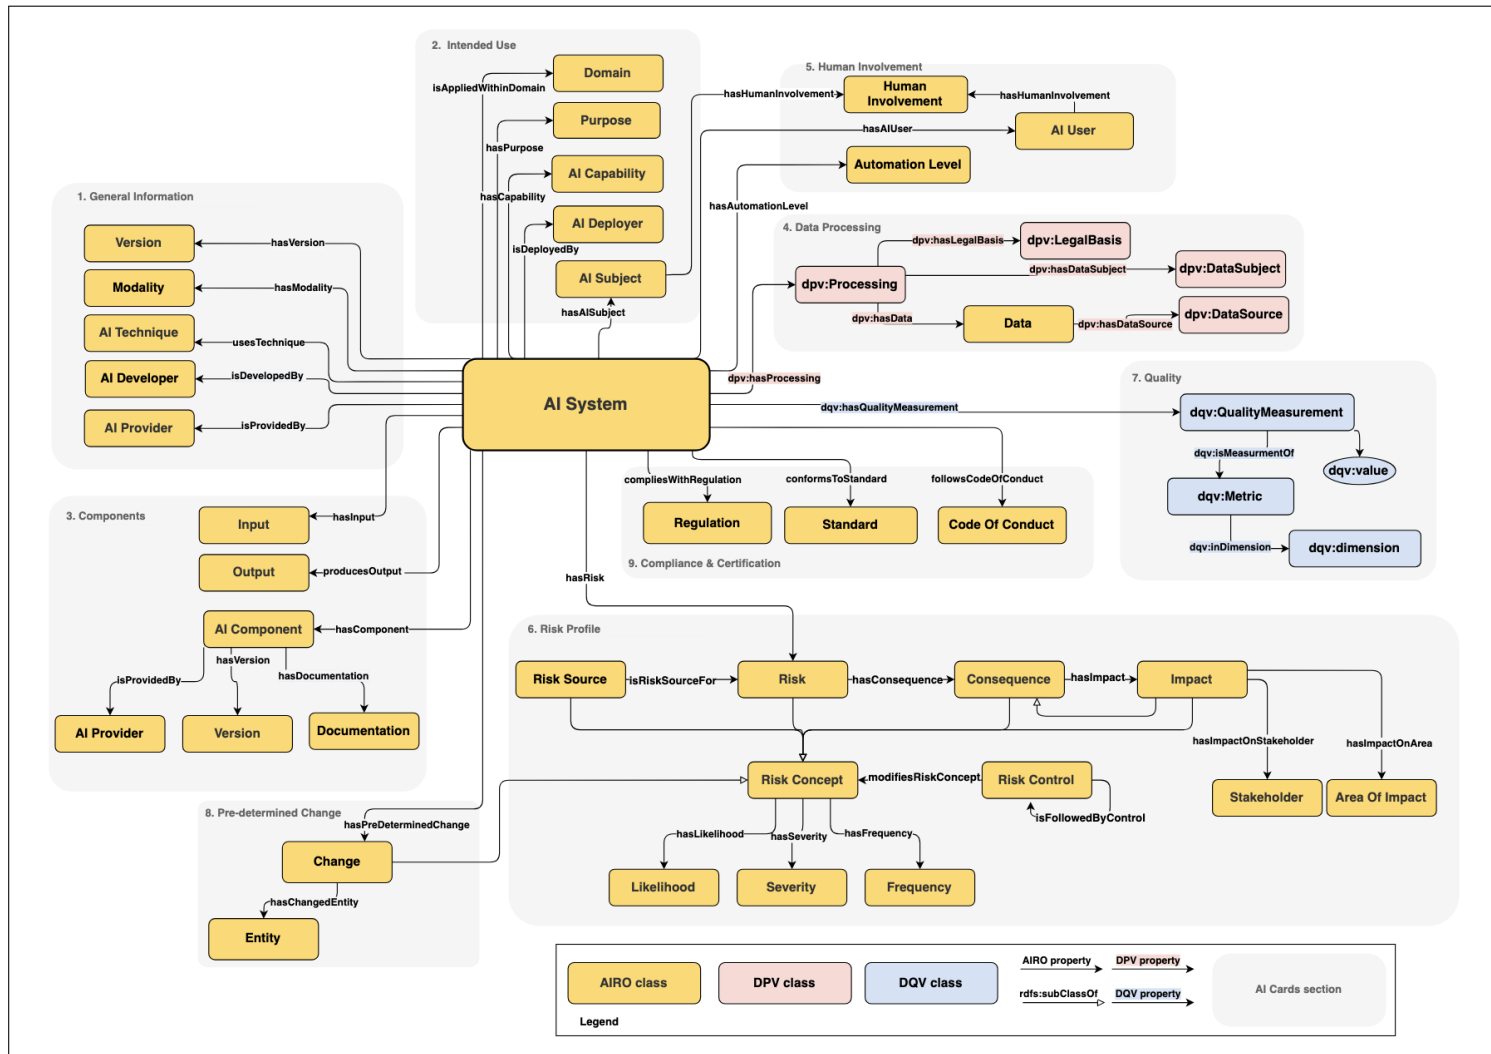 2. Intended Use
Domain
isAppliedWithinDomain
Purpose
hasPurpose
AI Capability
hasCapability
AI Deployer
isDeployedBy
AI Subject
hasAISubject
5. Human Involvement
hasHumanInvolvement
Human
Involvement
hasHumanInvolvement
hasAIUser
AI User
Automation Level
hasAutomationLevel
1. General Information
Version
hasVersion
Modality
hasModality
AI Technique
usesTechnique
AI Developer
isDevelopedBy
AI Provider
isProvidedBy
4. Data Processing
dpv:hasLegalBasis
dpv:LegalBasis
dpv:Processing
dpv:hasDataSubject
dpv:DataSubject
dpv:hasData
Data
dpv:hasDataSource
dpv:DataSource
dpv:hasProcessing
AI System
dqv:hasQualityMeasurement
7. Quality
dqv:QualityMeasurement
dqv:isMeasurmentOf
dqv:value
dqv:Metric
dqv:inDimension
dqv:dimension
compliesWithRegulation
conformsToStandard
followsCodeOfConduct
Regulation
Standard
Code Of Conduct
9. Compliance & Certification
3. Components
Input
hasInput
Output
producesOutput
AI Component
hasComponent
isProvidedBy
hasVersion
hasDocumentation
AI Provider
Version
Documentation
hasRisk
6. Risk Profile
Risk Source
isRiskSourceFor
Risk
hasConsequence
Consequence
hasImpact
Impact
hasImpactOnStakeholder
hasImpactOnArea
Stakeholder
Area Of Impact
Risk Concept
modifiesRiskConcept
Risk Control
isFollowedByControl
hasLikelihood
hasSeverity
hasFrequency
Likelihood
Severity
Frequency
8. Pre-determined Change
hasPreDeterminedChange
Change
hasChangedEntity
Entity
AIRO class
DPV class
DQV class
AIRO property
DPV property
rdfs:subClassOf
DQV property
AI Cards section
Legend